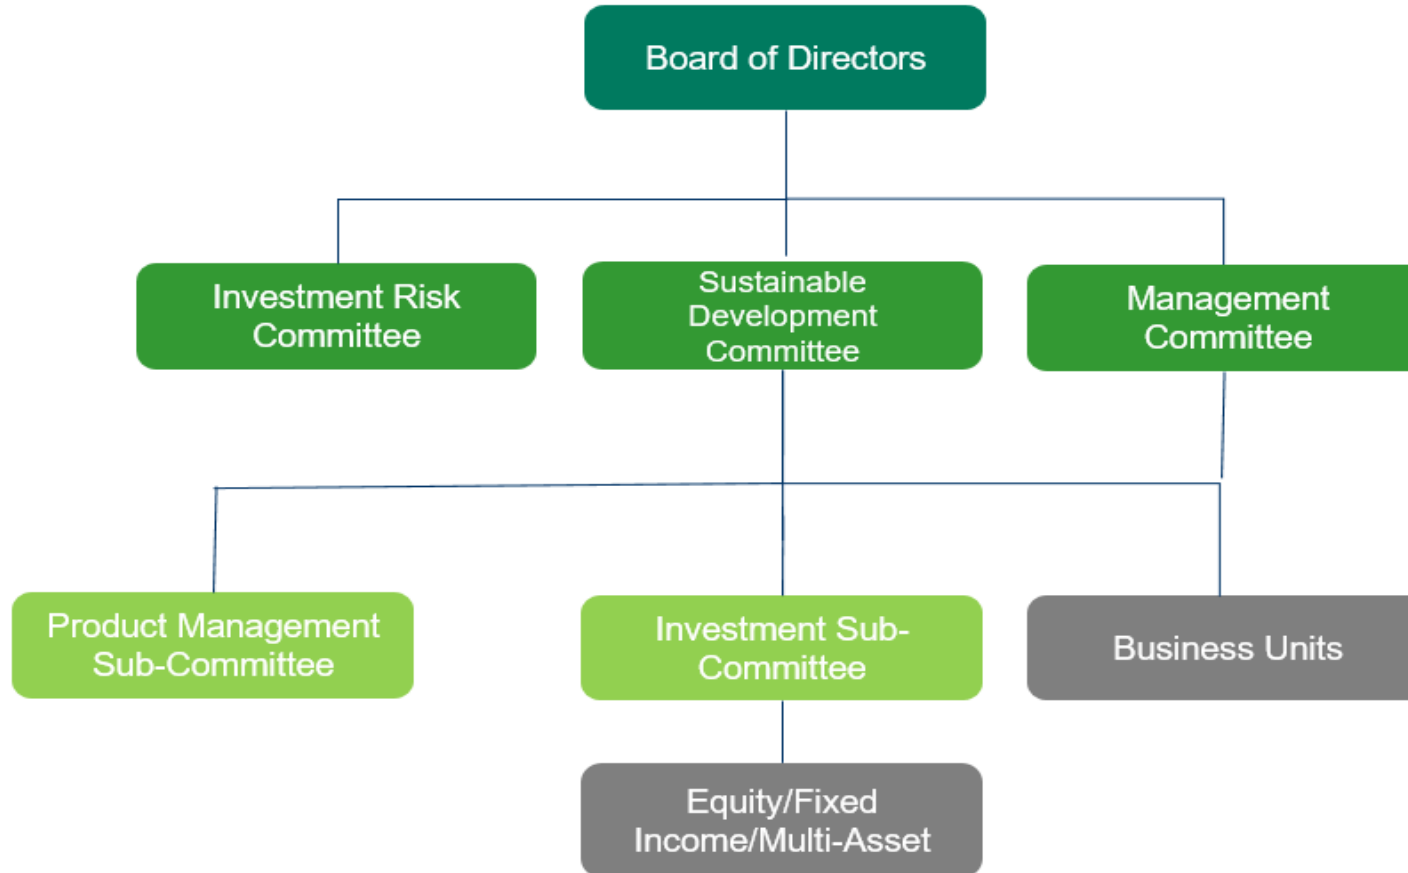 Board of Directors
Investment Risk
Committee
Sustainable
Development
Committee
Management
Committee
Product Management
Sub-Committee
Investment Sub-
Committee
Business Units
Equity/Fixed
Income/Multi-Asset